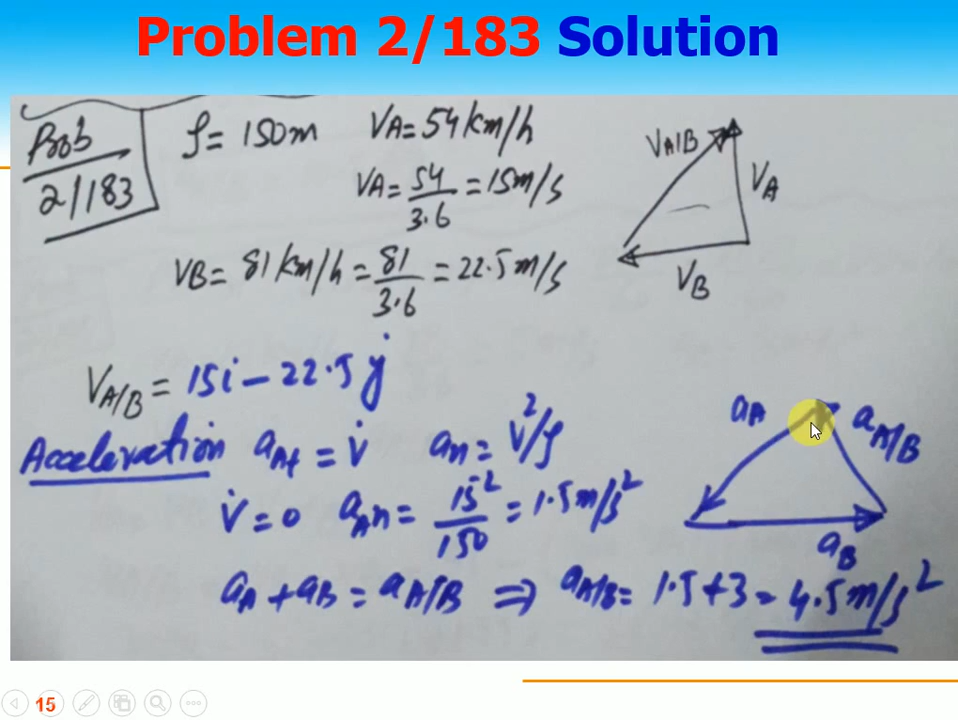 Problem 2/183 Solution
Prob
2/183
ρ = 150m VA = 54 km/h
VA = 54/3.6 = 15 m/s
VB = 81 km/h = 81/3.6 = 22.5 m/s
VA/B
VA
VB
VA/B = 15i - 22.5j
Acceleration aAt = v̇ an = v²/ρ
v̇ = 0 aAn = 15²/150 = 1.5 m/s²
aA + aB = aA/B ⇒ aA/B = 1.5 + 3 = 4.5 m/s²
aA
aA/B
aB
15